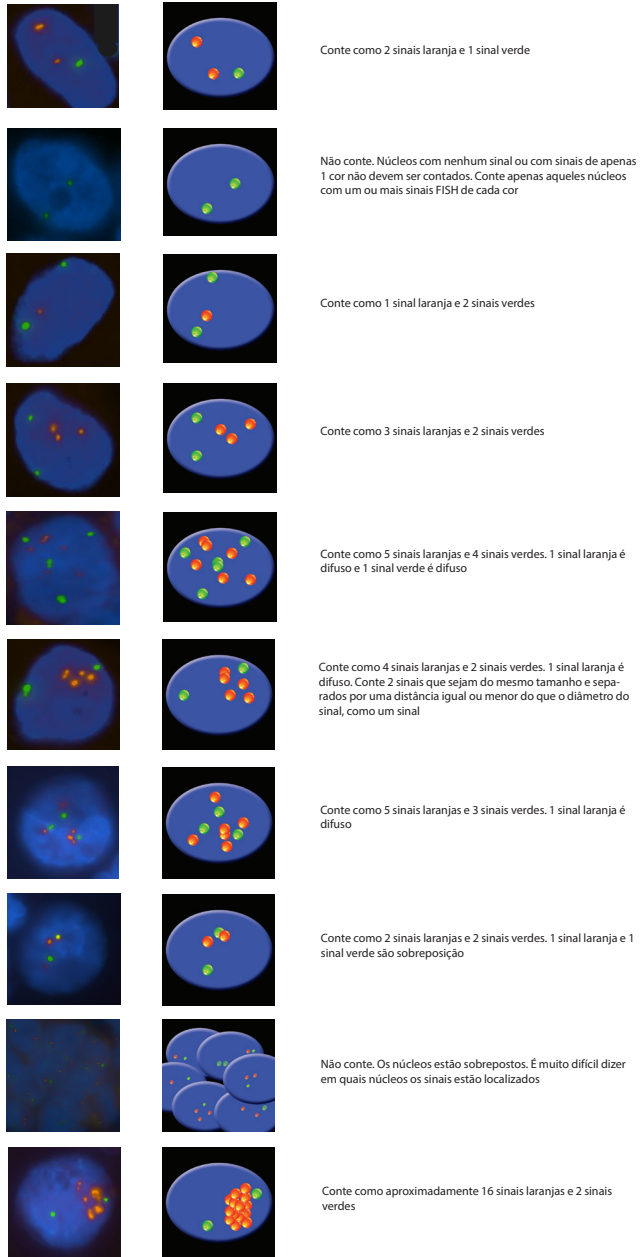 Conte como 2 sinais laranja e 1 sinal verde
Não conte. Núcleos com nenhum sinal ou com sinais de apenas
1 cor não devem ser contados. Conte apenas aqueles núcleos
com um ou mais sinais FISH de cada cor
Conte como 1 sinal laranja e 2 sinais verdes
Conte como 3 sinais laranjas e 2 sinais verdes
Conte como 5 sinais laranjas e 4 sinais verdes. 1 sinal laranja é
difuso e 1 sinal verde é difuso
Conte como 4 sinais laranjas e 2 sinais verdes. 1 sinal laranja é
difuso. Conte 2 sinais que sejam do mesmo tamanho e sepa-
rados por uma distância igual ou menor do que o diâmetro do
sinal, como um sinal
Conte como 5 sinais laranjas e 3 sinais verdes. 1 sinal laranja é
difuso
Conte como 2 sinais laranjas e 2 sinais verdes. 1 sinal laranja e 1
sinal verde são sobreposição
Não conte. Os núcleos estão sobrepostos. É muito difícil dizer
em quais núcleos os sinais estão localizados
Conte como aproximadamente 16 sinais laranjas e 2 sinais
verdes